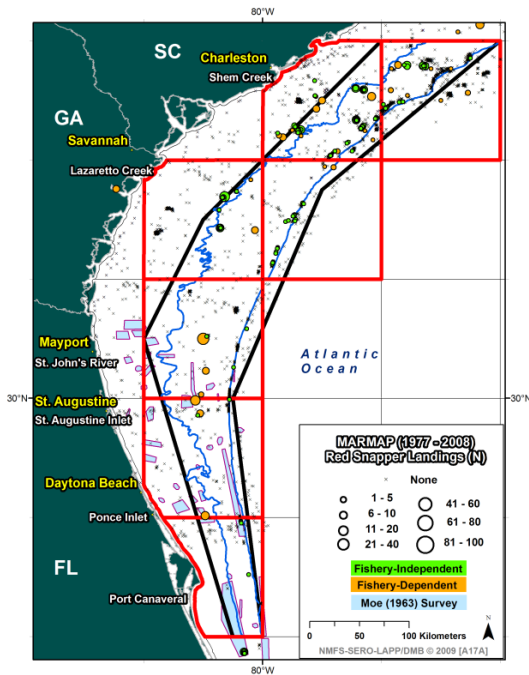 80°W
SC
Charleston
Shem Creek
GA
Savannah
Lazaretto Creek
Mayport
St. John's River
Atlantic
Ocean
30°N
30°N
St. Augustine
St. Augustine Inlet
Daytona Beach
Ponce Inlet
FL
Port Canaveral
MARMAP (1977 - 2008)
Red Snapper Landings (N)
None
1 - 5
6 - 10
11 - 20
21 - 40
41 - 60
61 - 80
81 - 100
Fishery-Independent
Fishery-Dependent
Moe (1963) Survey
0 50 100 Kilometers
N
NMFS-SERO-LAPP/DMB © 2009 [A17A]
80°W